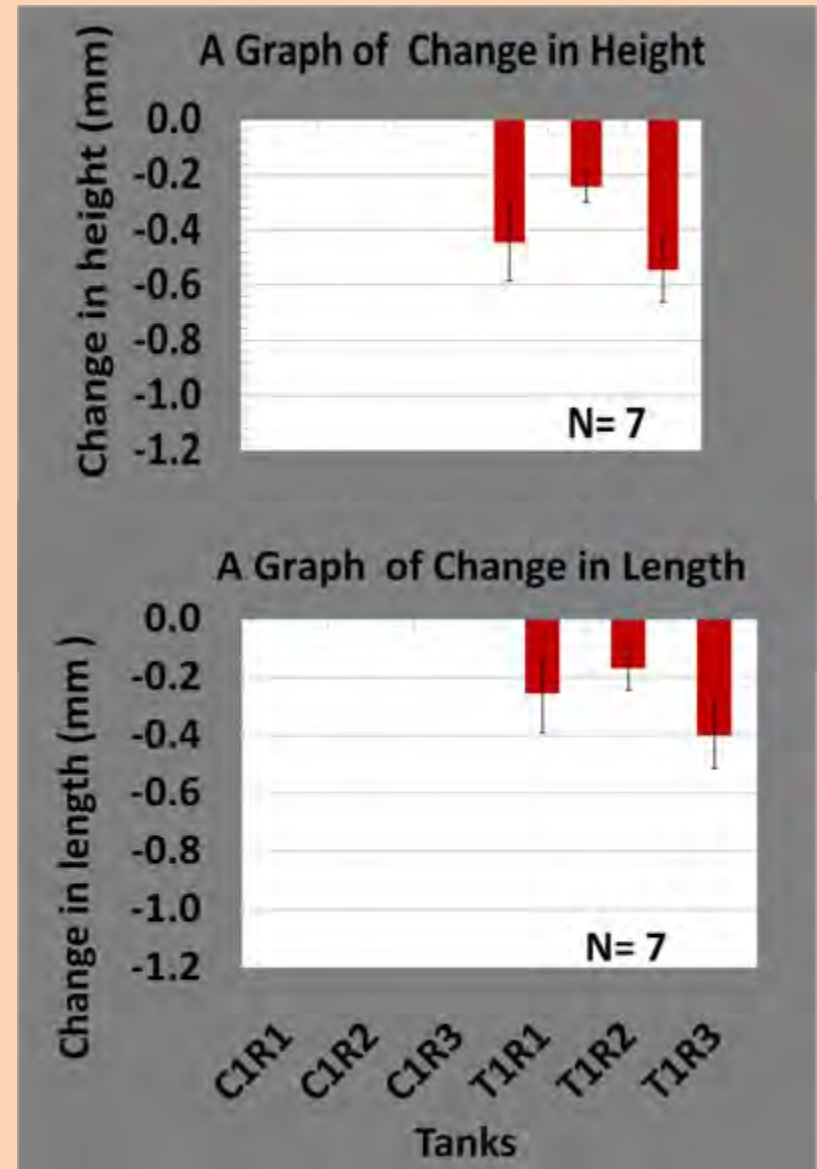 A Graph of Change in Height
Change in height (mm)
0.0
-0.2
-0.4
-0.6
-0.8
-1.0
-1.2
N= 7
A Graph of Change in Length
Change in length (mm )
0.0
-0.2
-0.4
-0.6
-0.8
-1.0
-1.2
N= 7
C1R1
C1R2
C1R3
T1R1
T1R2
T1R3
Tanks